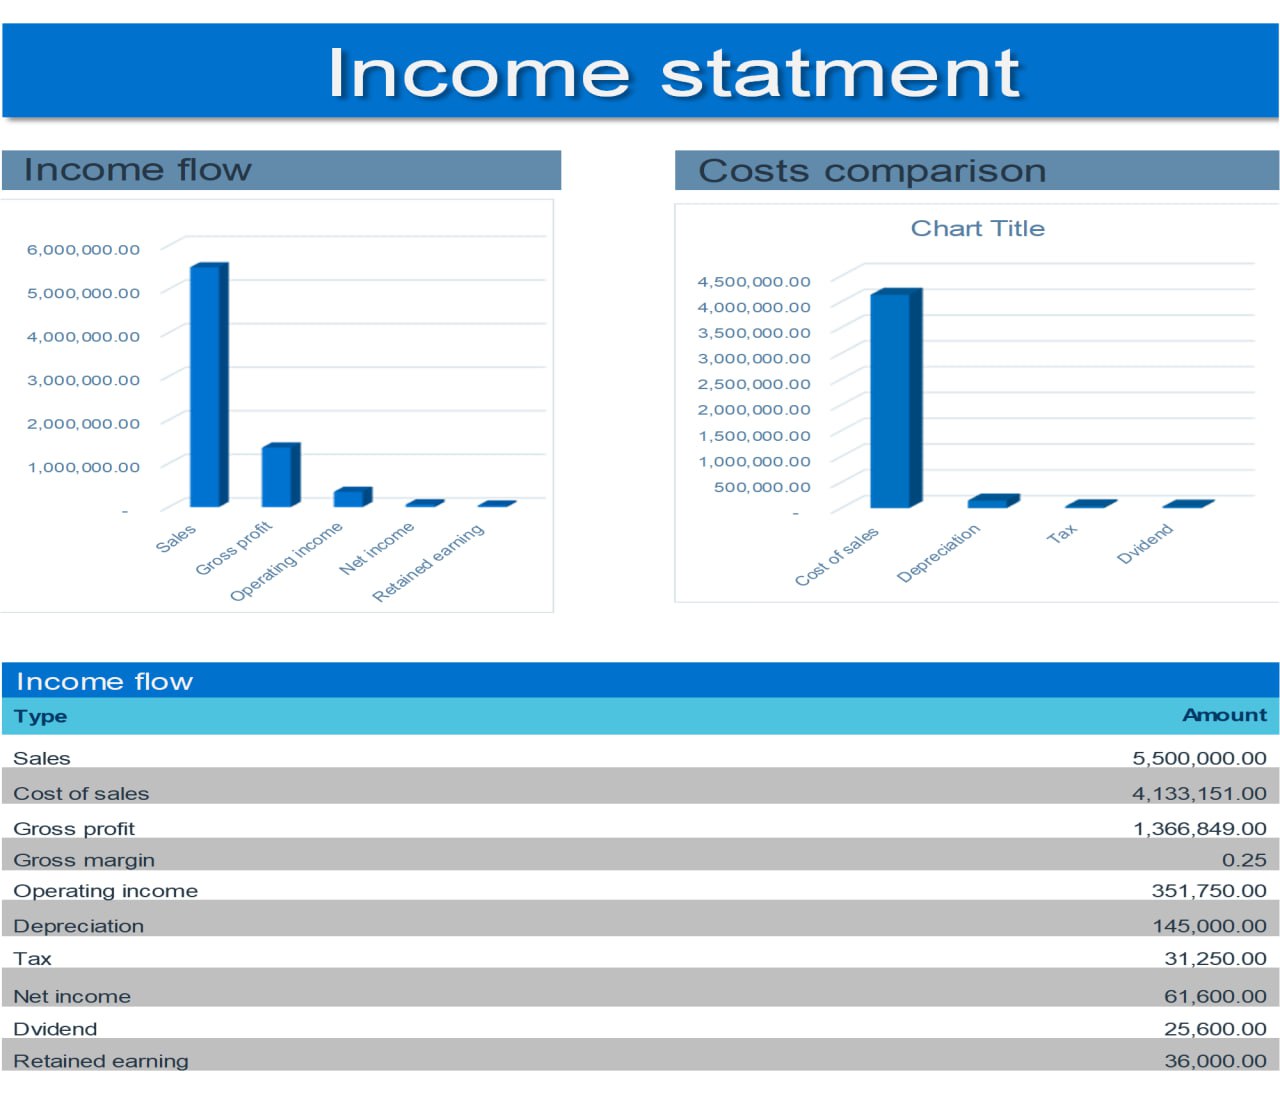 Income statment
Income flow
6,000,000.00
5,000,000.00
4,000,000.00
3,000,000.00
2,000,000.00
1,000,000.00
-
Sales
Gross profit
Operating income
Net income
Retained earning
Costs comparison
Chart Title
4,500,000.00
4,000,000.00
3,500,000.00
3,000,000.00
2,500,000.00
2,000,000.00
1,500,000.00
1,000,000.00
500,000.00
-
Cost of sales
Depreciation
Tax
Dvidend
Income flow
Type Amount
Sales 5,500,000.00
Cost of sales 4,133,151.00
Gross profit 1,366,849.00
Gross margin 0.25
Operating income 351,750.00
Depreciation 145,000.00
Tax 31,250.00
Net income 61,600.00
Dvidend 25,600.00
Retained earning 36,000.00